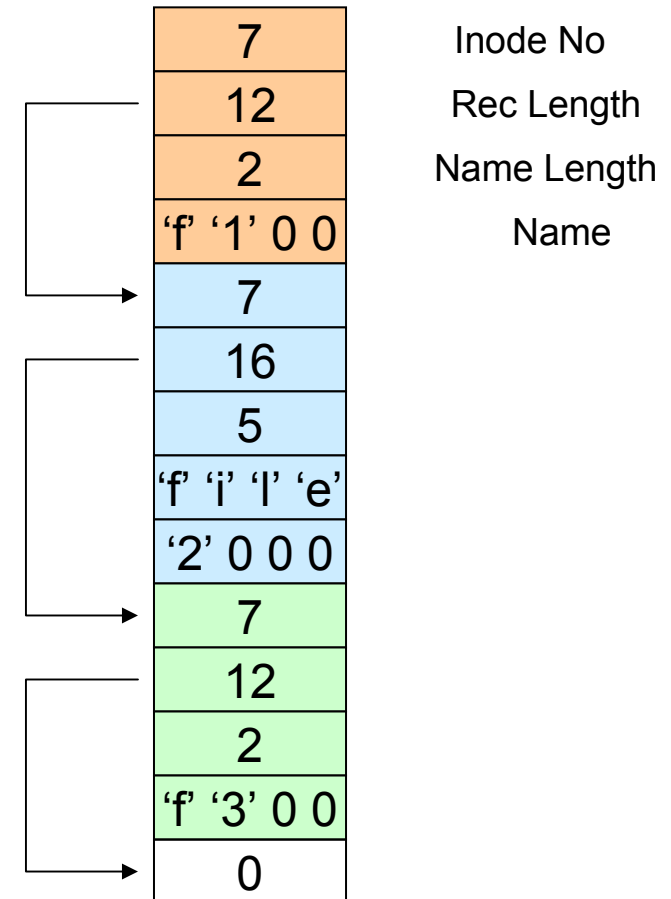 7 Inode No
12 Rec Length
2 Name Length
‘f’ ‘1’ 0 0 Name
7
16
5
‘f’ ‘i’ ‘l’ ‘e’
‘2’ 0 0 0
7
12
2
‘f’ ‘3’ 0 0
0